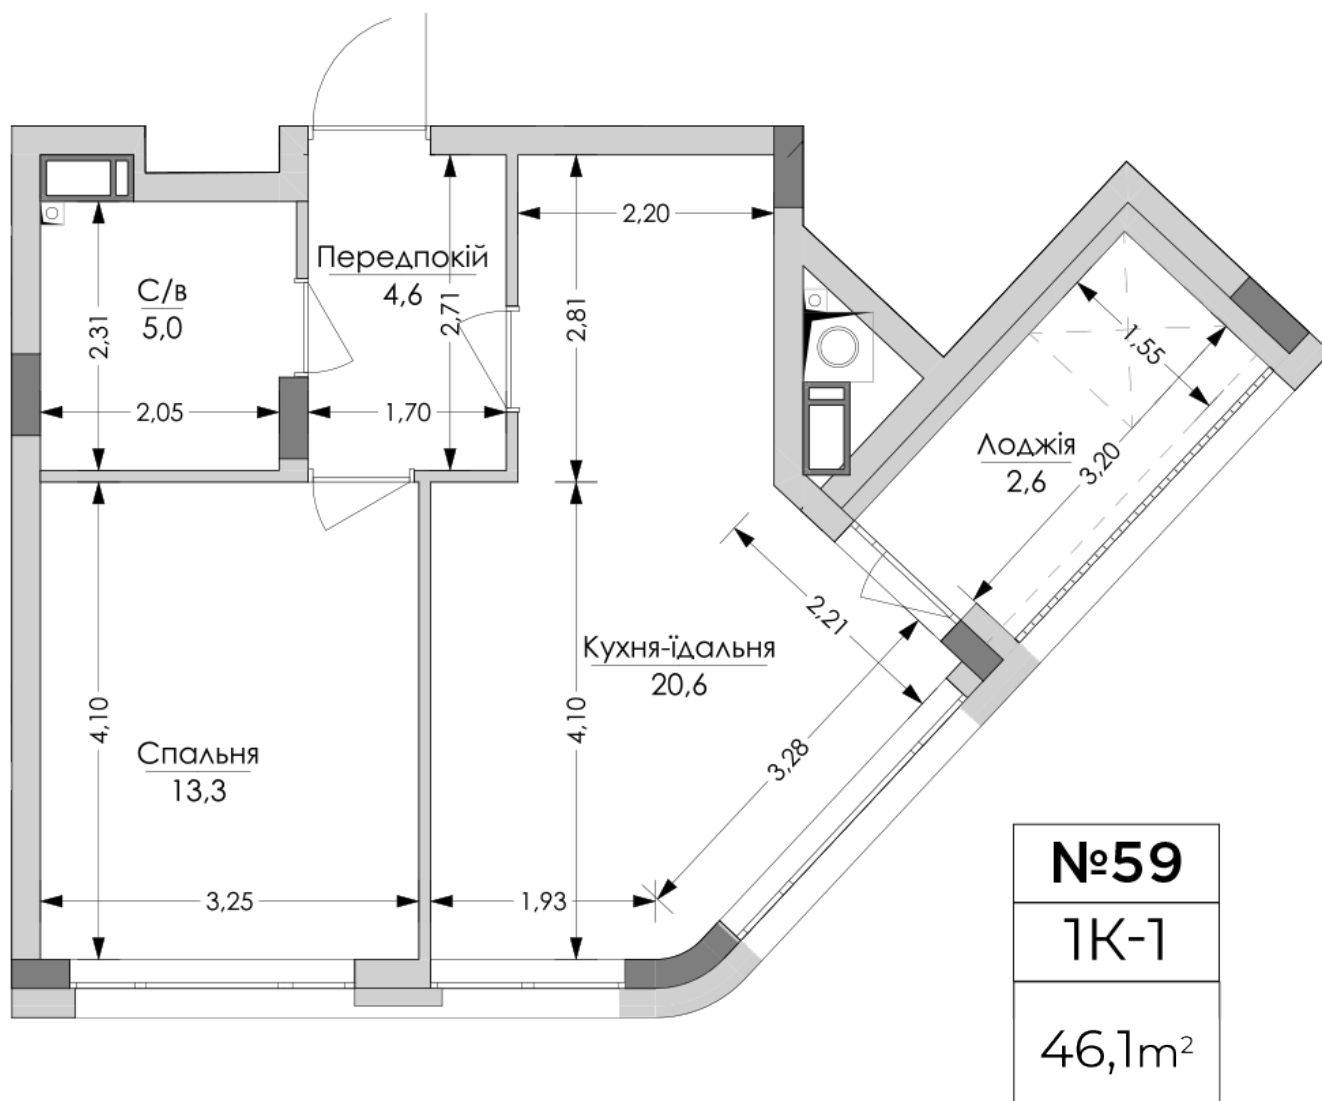 2,20
Передпокій
4,6
С/в
5,0
2,31
2,71
2,81
1,55
2,05
1,70
Лоджія
2,6
3,20
2,21
Кухня-їдальня
20,6
4,10
4,10
Спальня
13,3
3,28
3,25
1,93
№59
1К-1
46,1m²